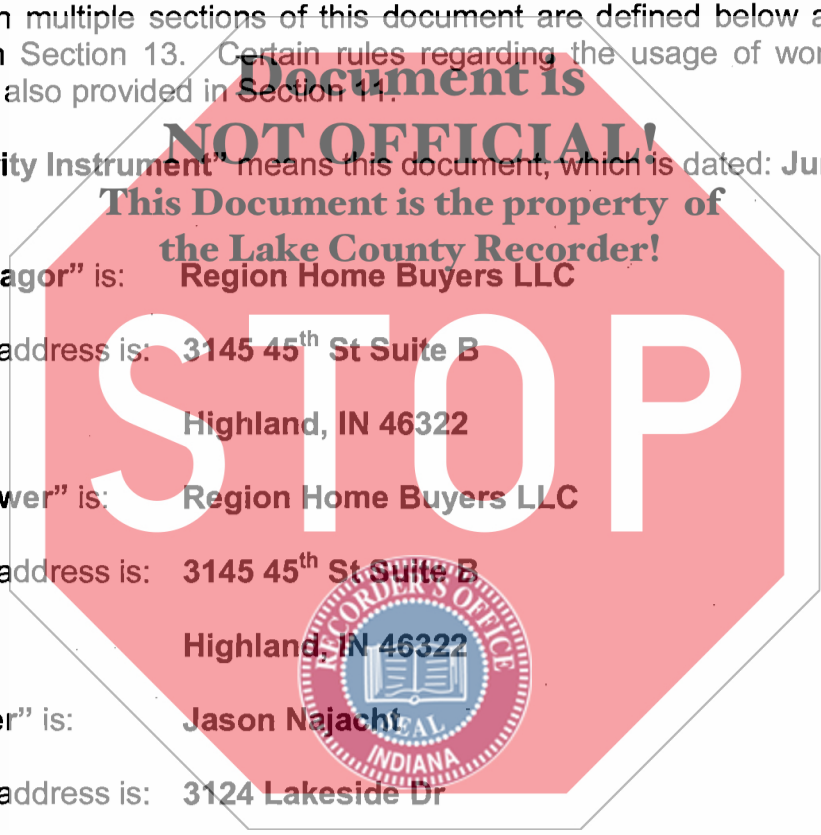 n multiple sections of this document are defined below a
n Section 13. Certain rules regarding the usage of wor
also provided in Section 11.
Document is
NOT OFFICIAL!
ity Instrument" means this document, which is dated: Jur
This Document is the property of
the Lake County Recorder!
agor" is: Region Home Buyers LLC
address is: 3145 45th St Suite B
Highland, IN 46322
STOP
wer" is: Region Home Buyers LLC
address is: 3145 45th St Suite B
Highland, IN 46322
RECORDER'S OFFICE
SEAL
INDIANA
er" is: Jason Najacht
address is: 3124 Lakeside Dr